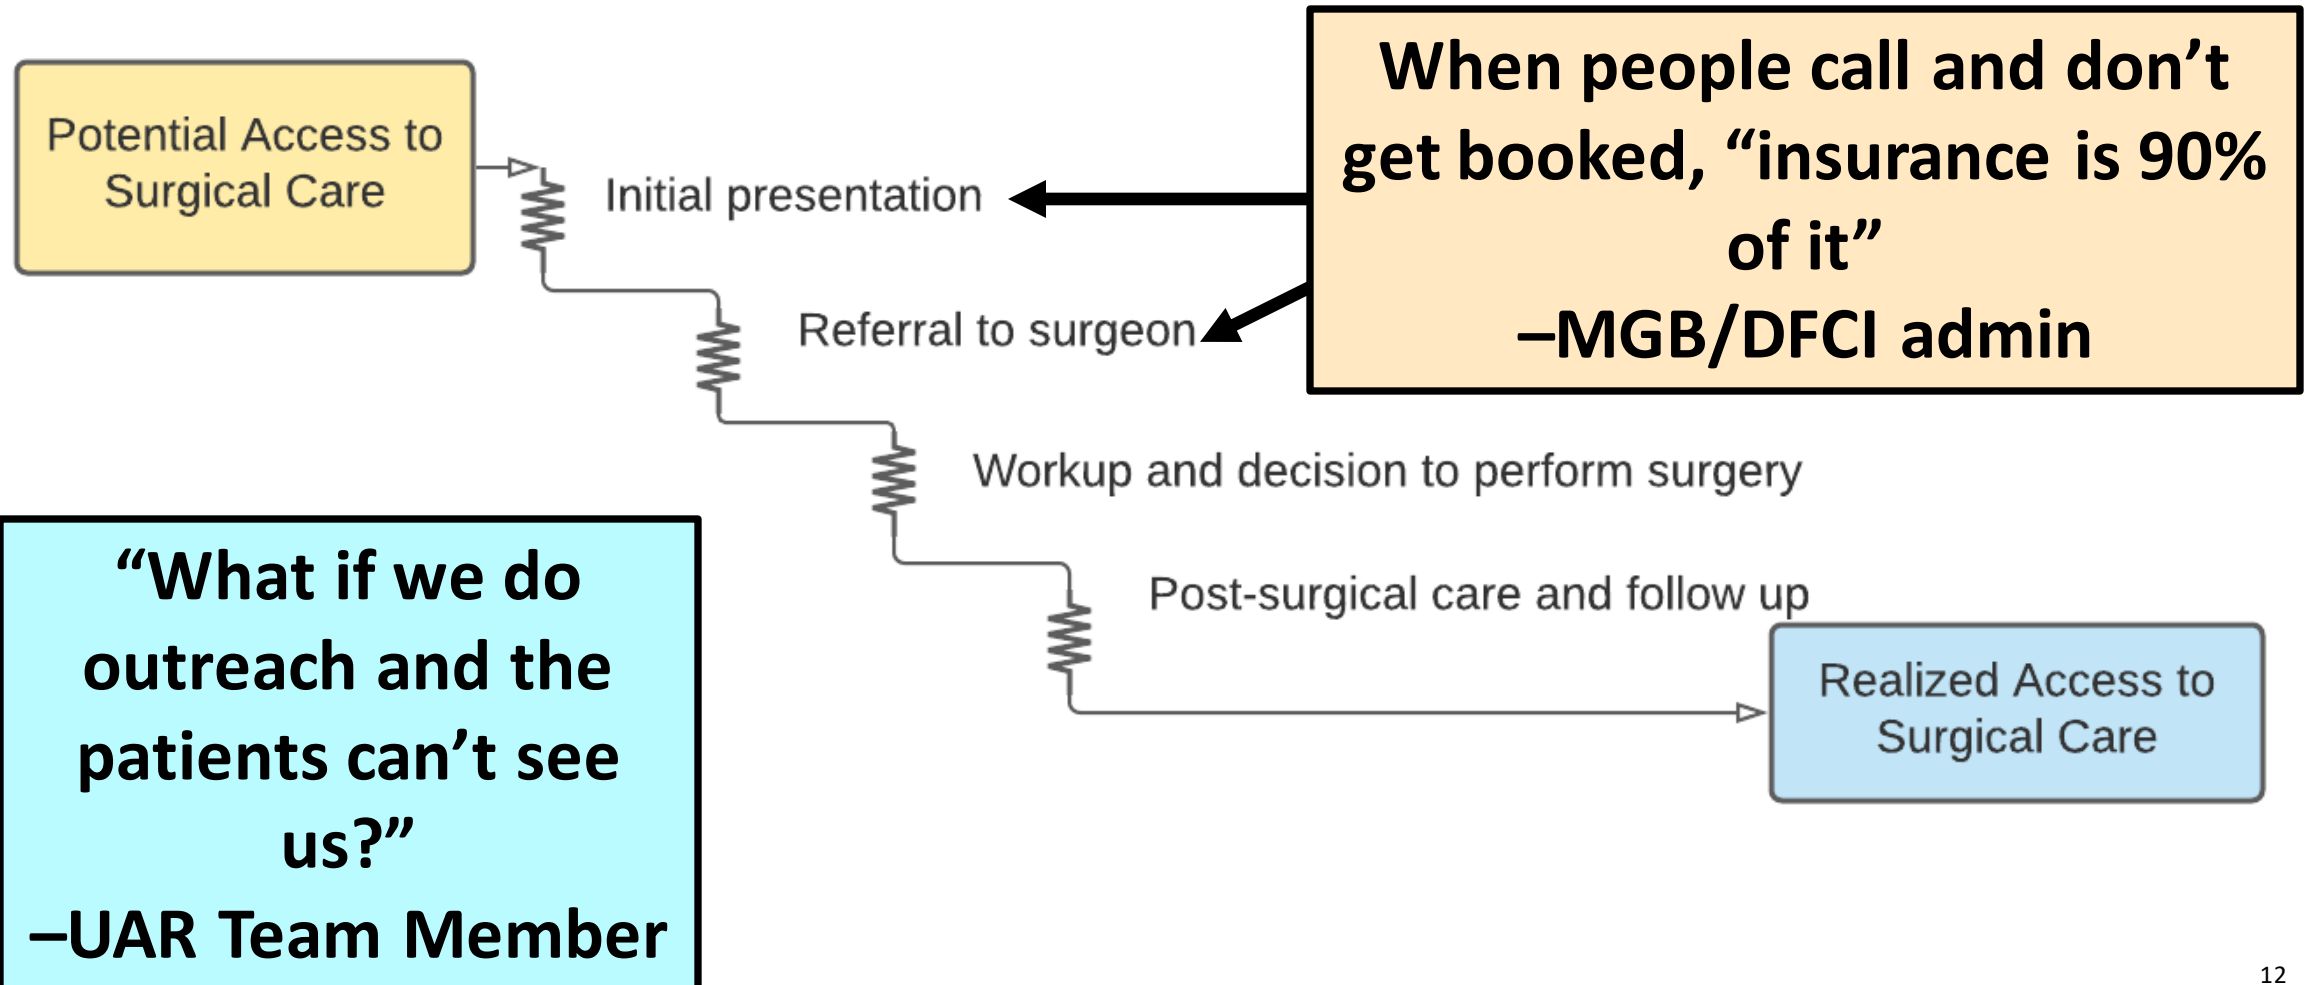 Potential Access to
Surgical Care
When people call and don’t
get booked, “insurance is 90%
of it”
–MGB/DFCI admin
Initial presentation
Referral to surgeon
Workup and decision to perform surgery
Post-surgical care and follow up
“What if we do
outreach and the
patients can’t see
us?”
–UAR Team Member
Realized Access to
Surgical Care
12